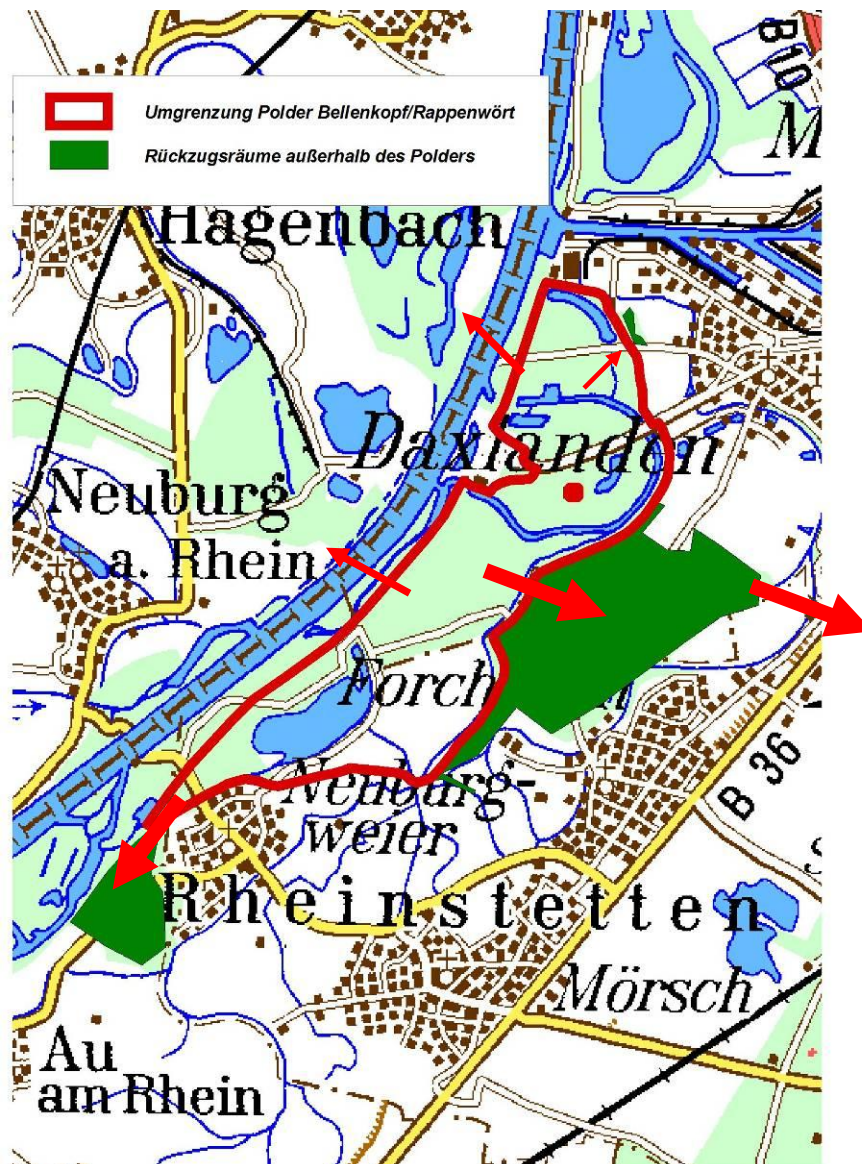 B10
Umgrenzung Polder Bellenkopf/Rappenwört
Rückzugsräume außerhalb des Polders
M
Hagenbach
Daxlanden
Neuburg
a. Rhein
Forch
n
Neuburg-
weier
B 36
Rheinstetten
Mörsch
Au
am Rhein